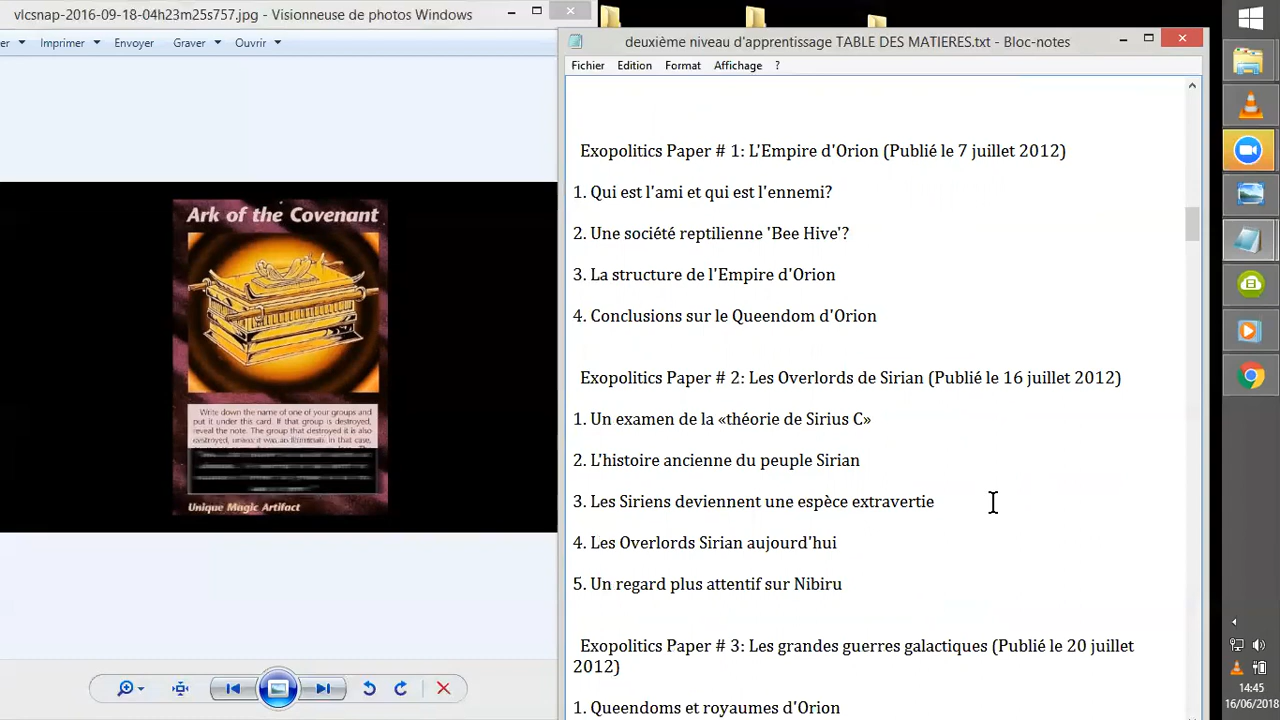 vlcsnap_2016-09-18-04h23m25s757.jpg - Visionneuse de photos Windows
Imprimer
Envoyer
Graver
Ouvrir
Ark of the Covenant
Write down the name of one of your groups and
put it under this card. If that group is destroyed,
reveal the note. The group that destroyed it is also
Unique Magic Artifact
deuxième niveau d'apprentissage TABLE DES MATIERES.txt - Bloc-notes
Fichier Edition Format Affichage ?
Exopolitics Paper # 1: L'Empire d'Orion (Publié le 7 juillet 2012)
1. Qui est l'ami et qui est l'ennemi?
2. Une société reptilienne 'Bee Hive'?
3. La structure de l'Empire d'Orion
4. Conclusions sur le Queendom d'Orion
Exopolitics Paper # 2: Les Overlords de Sirian (Publié le 16 juillet 2012)
1. Un examen de la «théorie de Sirius C»
2. L'histoire ancienne du peuple Sirian
3. Les Siriens deviennent une espèce extravertie
4. Les Overlords Sirian aujourd'hui
5. Un regard plus attentif sur Nibiru
Exopolitics Paper # 3: Les grandes guerres galactiques (Publié le 20 juillet
2012)
1. Queendoms et royaumes d'Orion
14:45
16/06/2018